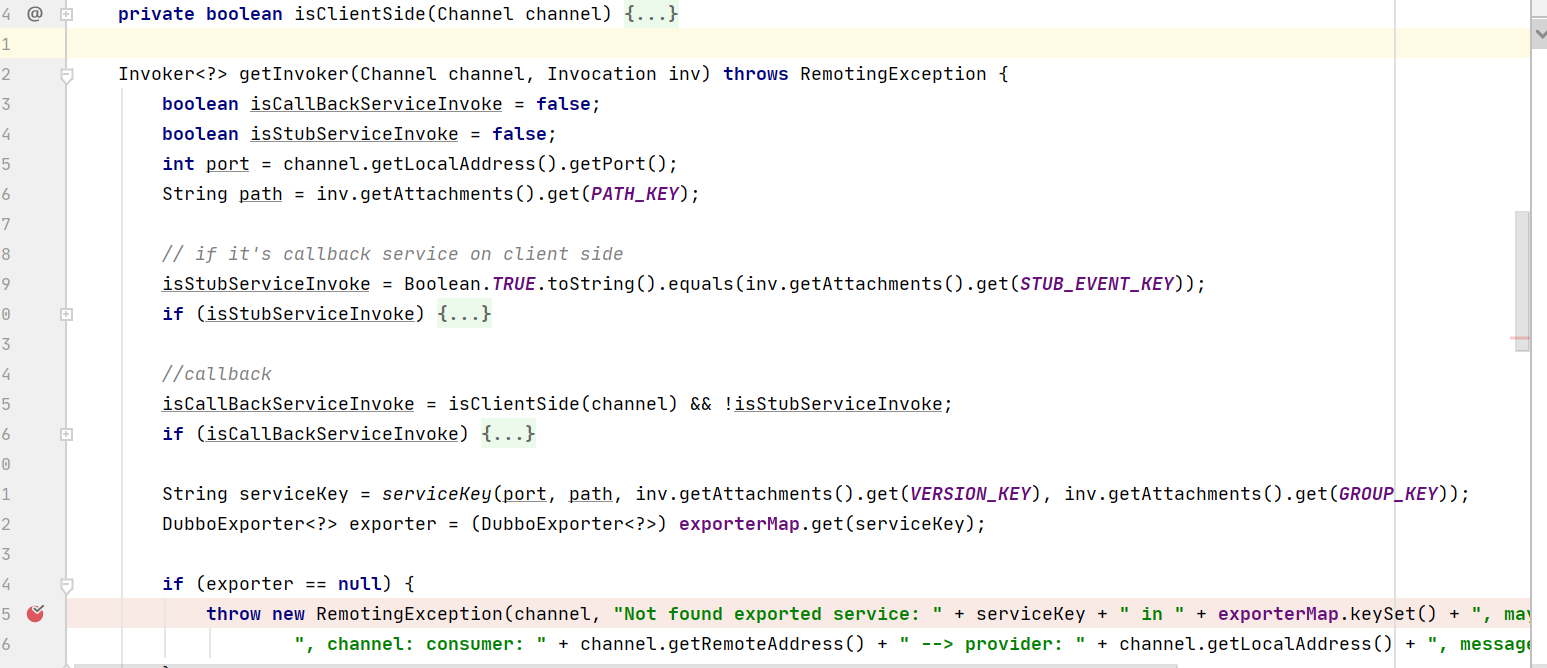 4 @ private boolean isClientSide(Channel channel) {...}
1
2 Invoker<?> getInvoker(Channel channel, Invocation inv) throws RemotingException {
3 boolean isCallBackServiceInvoke = false;
4 boolean isStubServiceInvoke = false;
5 int port = channel.getLocalAddress().getPort();
6 String path = inv.getAttachments().get(PATH_KEY);
7
8 // if it's callback service on client side
9 isStubServiceInvoke = Boolean.TRUE.toString().equals(inv.getAttachments().get(STUB_EVENT_KEY));
0 if (isStubServiceInvoke) {...}
3
4 //callback
5 isCallBackServiceInvoke = isClientSide(channel) && !isStubServiceInvoke;
6 if (isCallBackServiceInvoke) {...}
0
1 String serviceKey = serviceKey(port, path, inv.getAttachments().get(VERSION_KEY), inv.getAttachments().get(GROUP_KEY));
2 DubboExporter<?> exporter = (DubboExporter<?>) exporterMap.get(serviceKey);
3
4 if (exporter == null) {
5 throw new RemotingException(channel, "Not found exported service: " + serviceKey + " in " + exporterMap.keySet() + ", ma
6 ", channel: consumer: " + channel.getRemoteAddress() + " --> provider: " + channel.getLocalAddress() + ", message